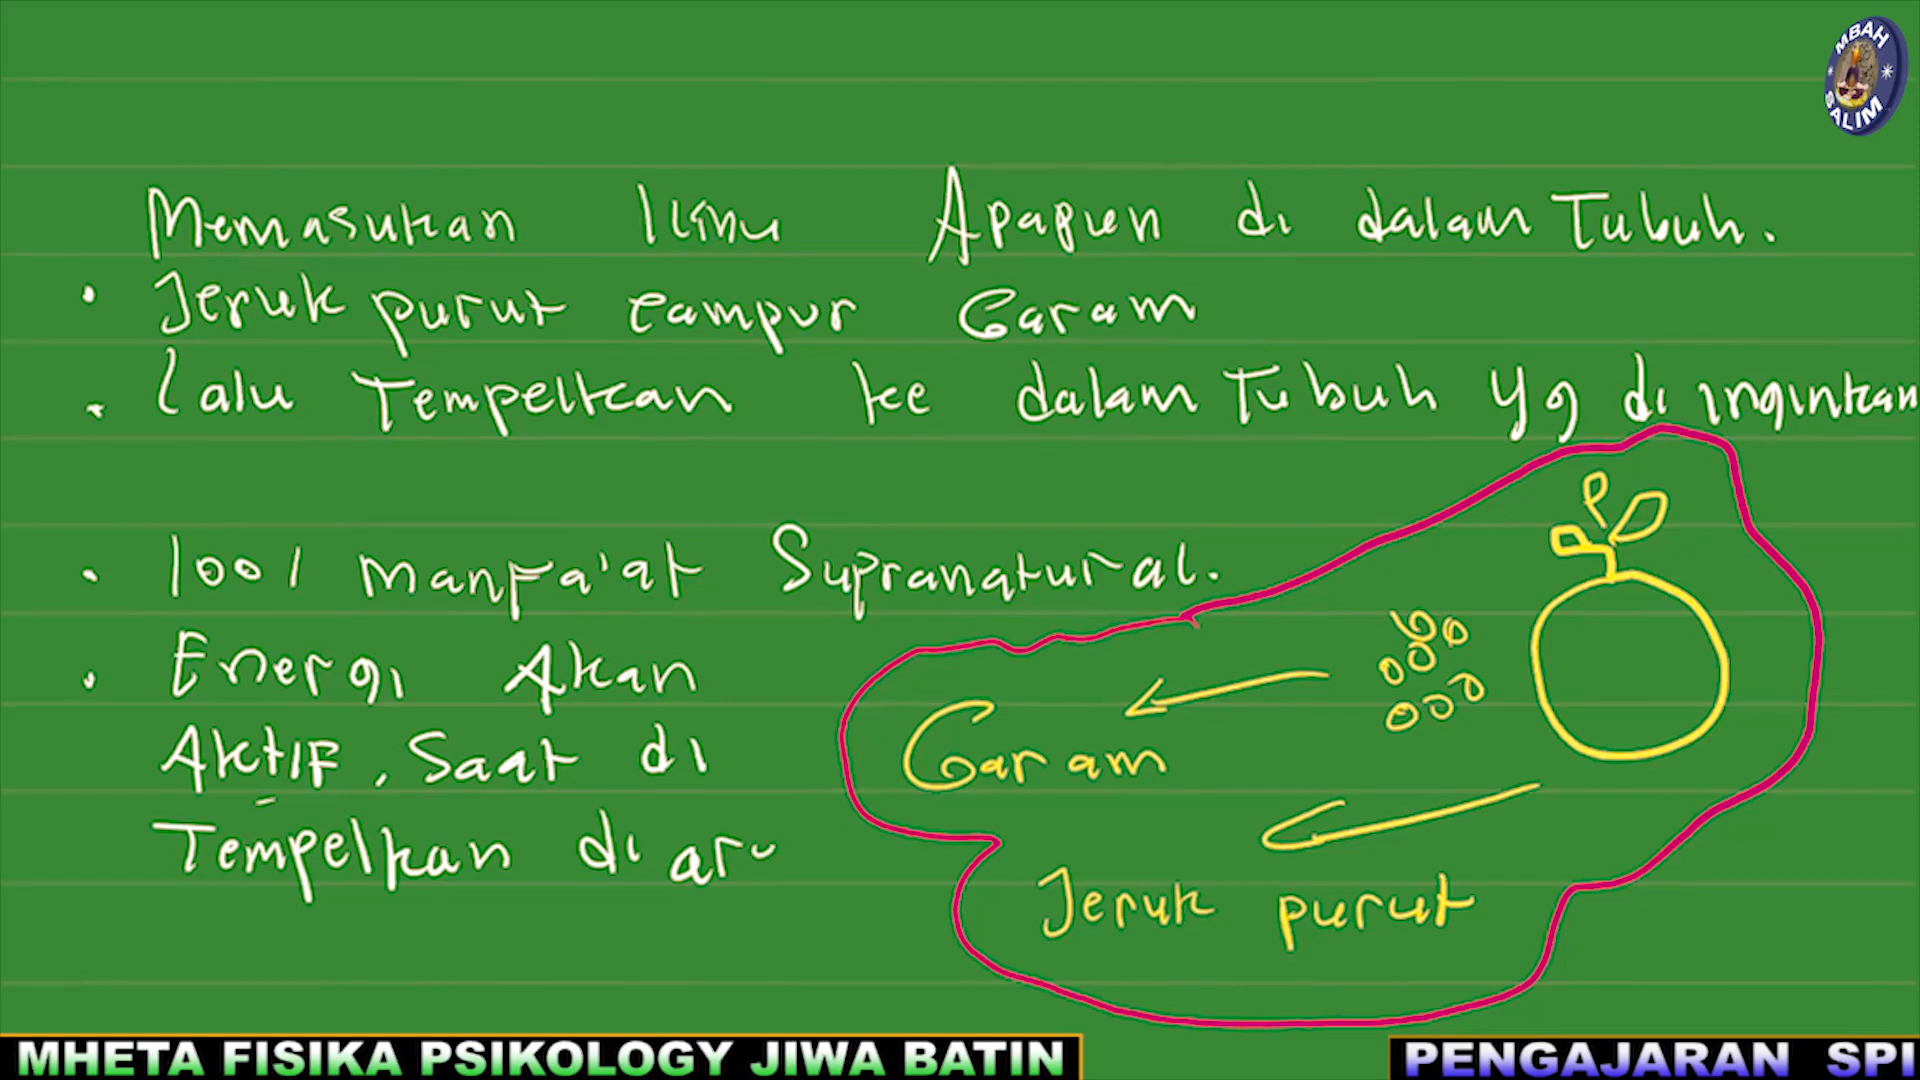 MBAH SALIM
Memasukan Ilmu Apapun di dalam Tubuh.
• Jeruk purut campur Garam
• Lalu Tempelkan ke dalam Tubuh yg di inginkan
• 1001 Manfa'at Supranatural.
• Energi Akan
Aktif, Saat di
Tempelkan di
Garam
Jeruk purut
MHETA FISIKA PSIKOLOGY JIWA BATIN
PENGAJARAN SPI